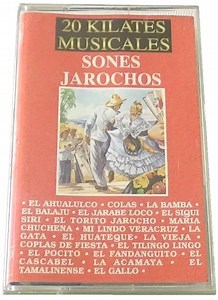 20 KILATES
MUSICALES
SONES
JAROCHOS
• EL AHUALULCO • COLAS • LA BAMBA •
EL BALAJU • EL JARABE LOCO • EL SIQUI
SIRI • EL TORITO JAROCHO • MARIA
CHUCHENA • MI LINDO VERACRUZ • LA
GATA • EL HUATEQUE • LA VIEJA •
COPLAS DE FIESTA • EL TILINGO LINGO
• EL POCITO • EL FANDANGUITO • EL
CASCABEL • LA ACAMAYA • EL
TAMALINENSE • EL GALLO •